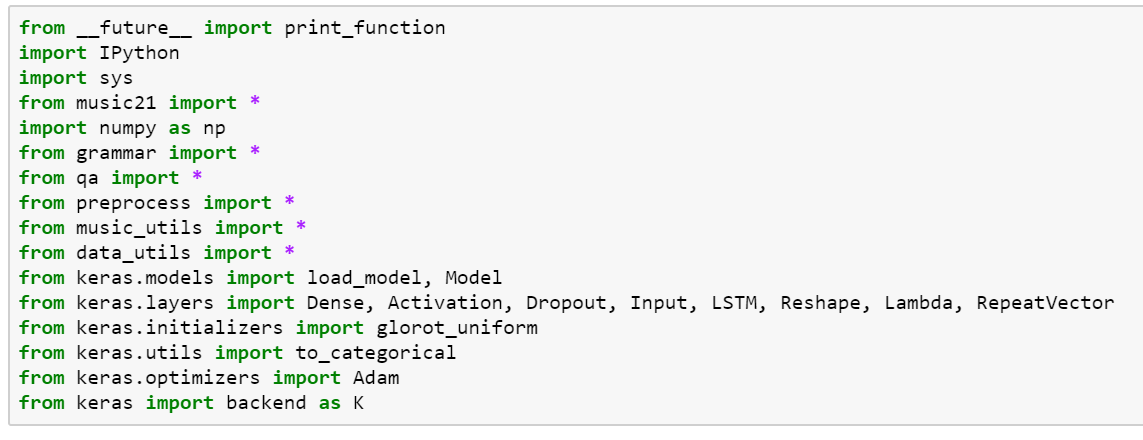 from __future__ import print_function
import IPython
import sys
from music21 import *
import numpy as np
from grammar import *
from qa import *
from preprocess import *
from music_utils import *
from data_utils import *
from keras.models import load_model, Model
from keras.layers import Dense, Activation, Dropout, Input, LSTM, Reshape, Lambda, RepeatVector
from keras.initializers import glorot_uniform
from keras.utils import to_categorical
from keras.optimizers import Adam
from keras import backend as K